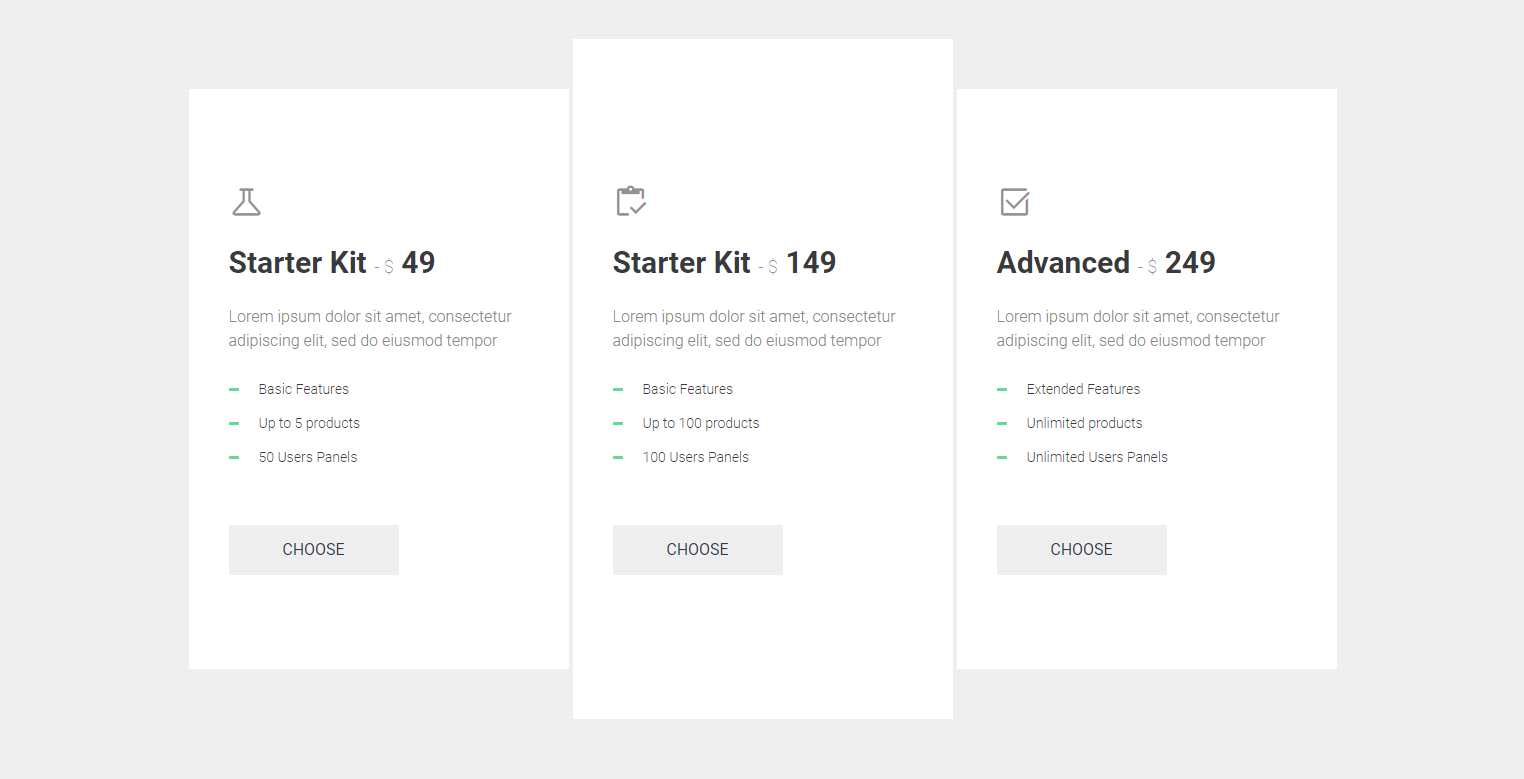 Starter Kit - $ 49
Lorem ipsum dolor sit amet, consectetur
adipiscing elit, sed do eiusmod tempor
Basic Features
Up to 5 products
50 Users Panels
CHOOSE
Starter Kit - $ 149
Lorem ipsum dolor sit amet, consectetur
adipiscing elit, sed do eiusmod tempor
Basic Features
Up to 100 products
100 Users Panels
CHOOSE
Advanced - $ 249
Lorem ipsum dolor sit amet, consectetur
adipiscing elit, sed do eiusmod tempor
Extended Features
Unlimited products
Unlimited Users Panels
CHOOSE